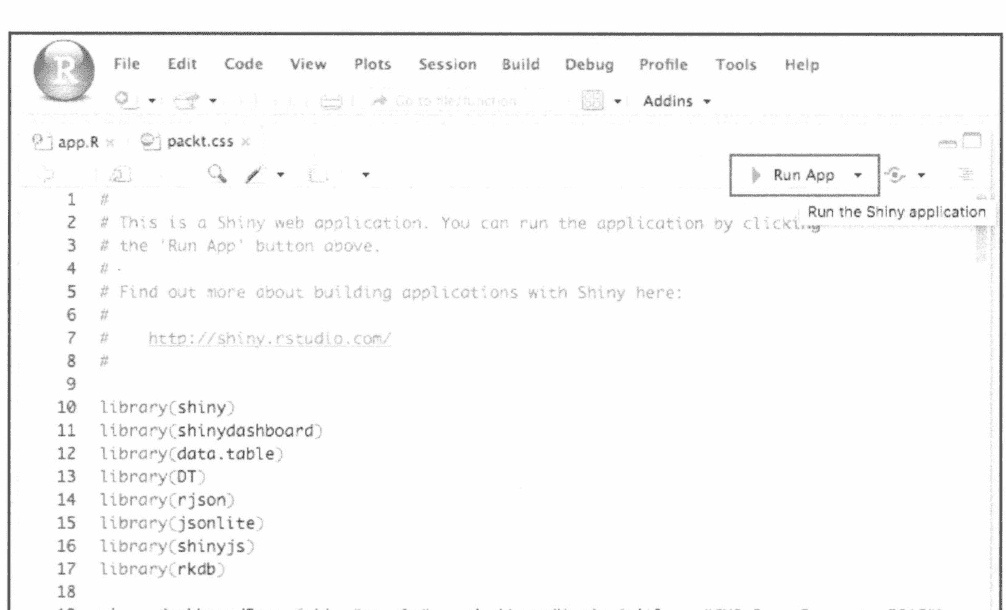 R File Edit Code View Plots Session Build Debug Profile Tools Help
Go to file/function Addins
app.R × packt.css ×
Run App
Run the Shiny application
1 #
2 # This is a Shiny web application. You can run the application by clicking
3 # the 'Run App' button above.
4 #
5 # Find out more about building applications with Shiny here:
6 #
7 # http://shiny.rstudio.com/
8 #
9
10 library(shiny)
11 library(shinydashboard)
12 library(data.table)
13 library(DT)
14 library(rjson)
15 library(jsonlite)
16 library(shinyjs)
17 library(rkdb)
18